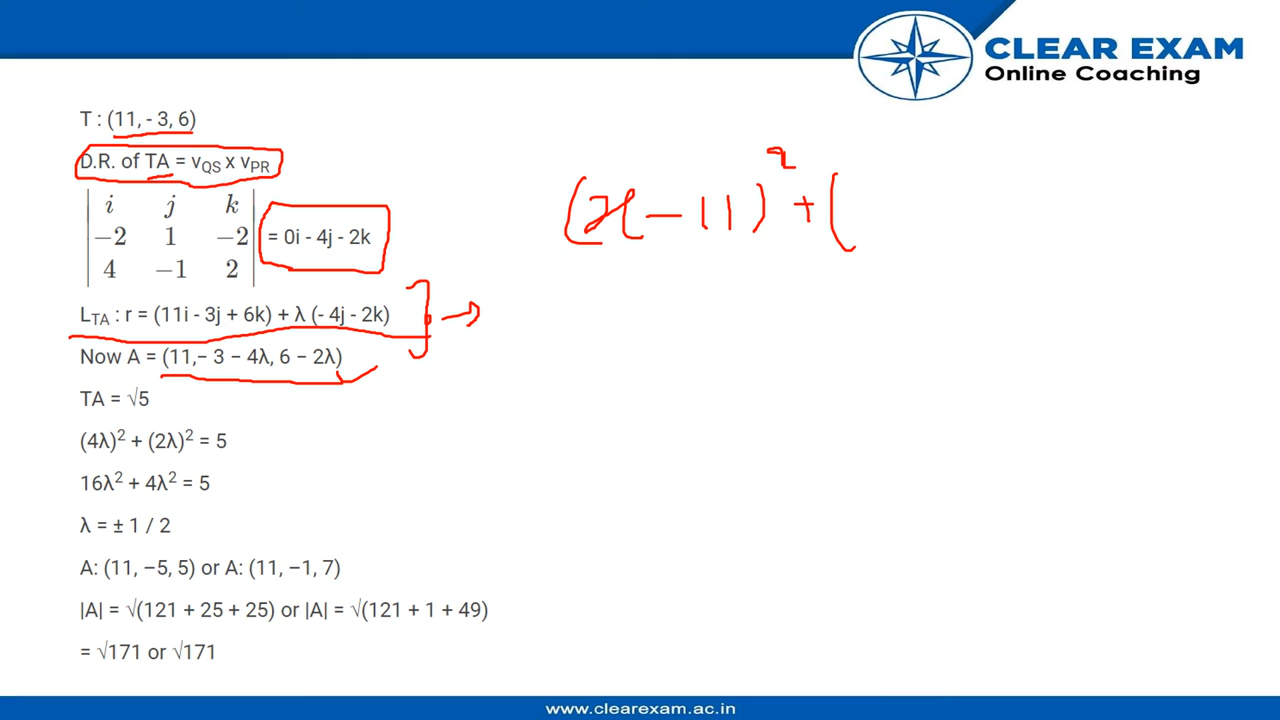 CLEAR EXAM
Online Coaching
T : (11, - 3, 6)
D.R. of TA = vQS x vPR
| i j k |
| −2 1 −2 | = 0i - 4j - 2k
| 4 −1 2 |
LTA : r = (11i - 3j + 6k) + λ (- 4j - 2k)
Now A = (11,− 3 − 4λ, 6 − 2λ)
TA = √5
(4λ)² + (2λ)² = 5
16λ² + 4λ² = 5
λ = ± 1 / 2
A: (11, −5, 5) or A: (11, −1, 7)
|A| = √(121 + 25 + 25) or |A| = √(121 + 1 + 49)
= √171 or √171
(x − 11)² + (
www.clearexam.ac.in